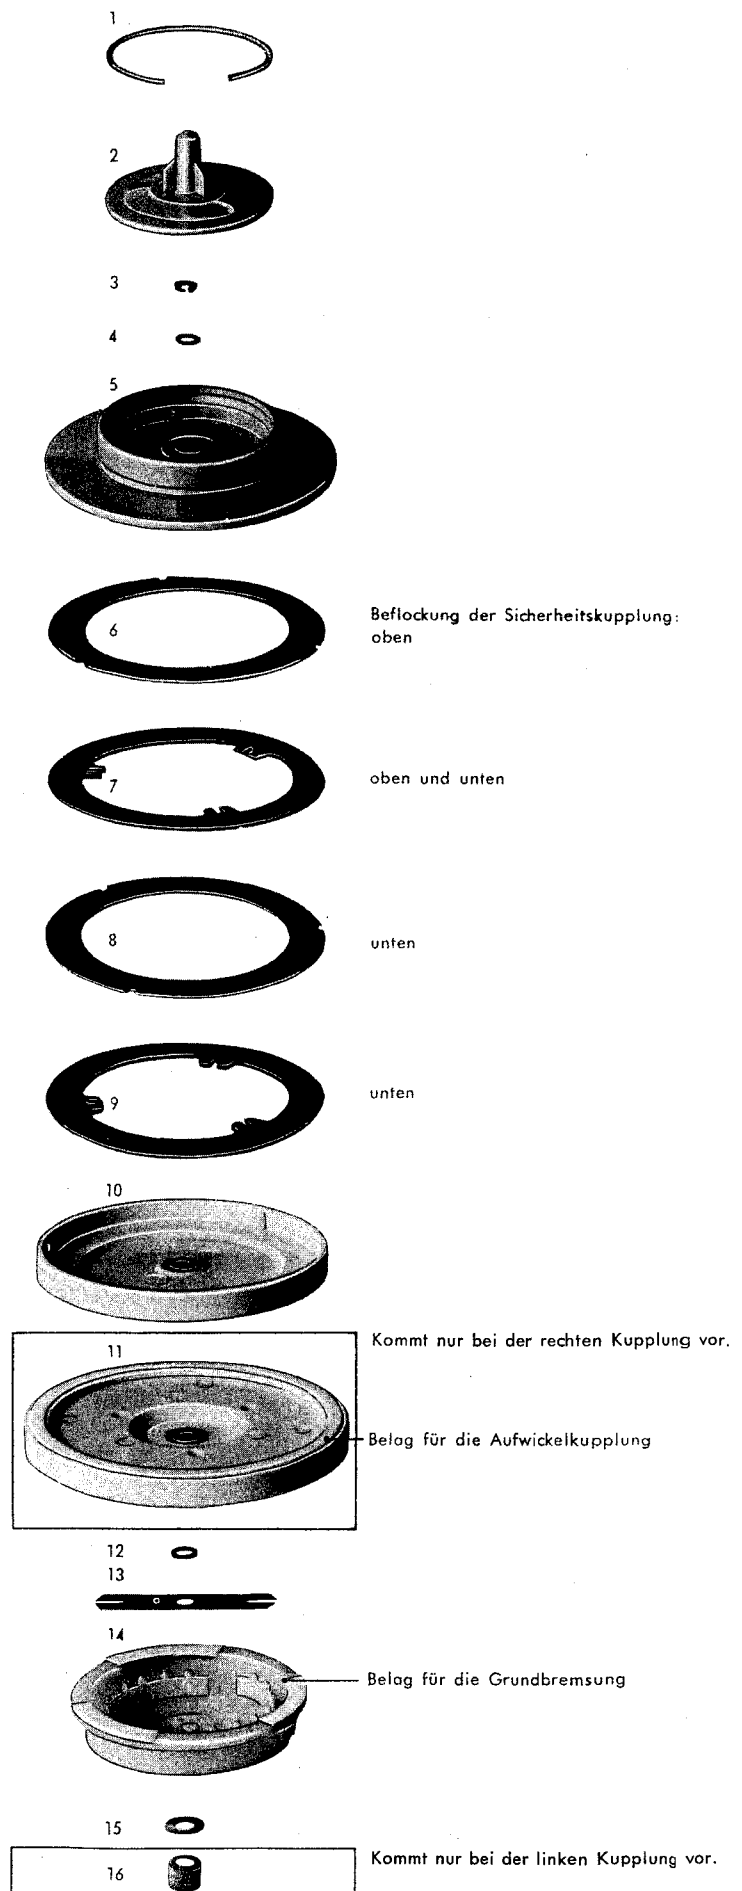 1
2
3
4
5
6
Beflockung der Sicherheitskupplung:
oben
7
oben und unten
8
unten
9
unten
10
Kommt nur bei der rechten Kupplung vor.
11
Belag für die Aufwickelkupplung
12
13
14
Belag für die Grundbremsung
15
Kommt nur bei der linken Kupplung vor.
16